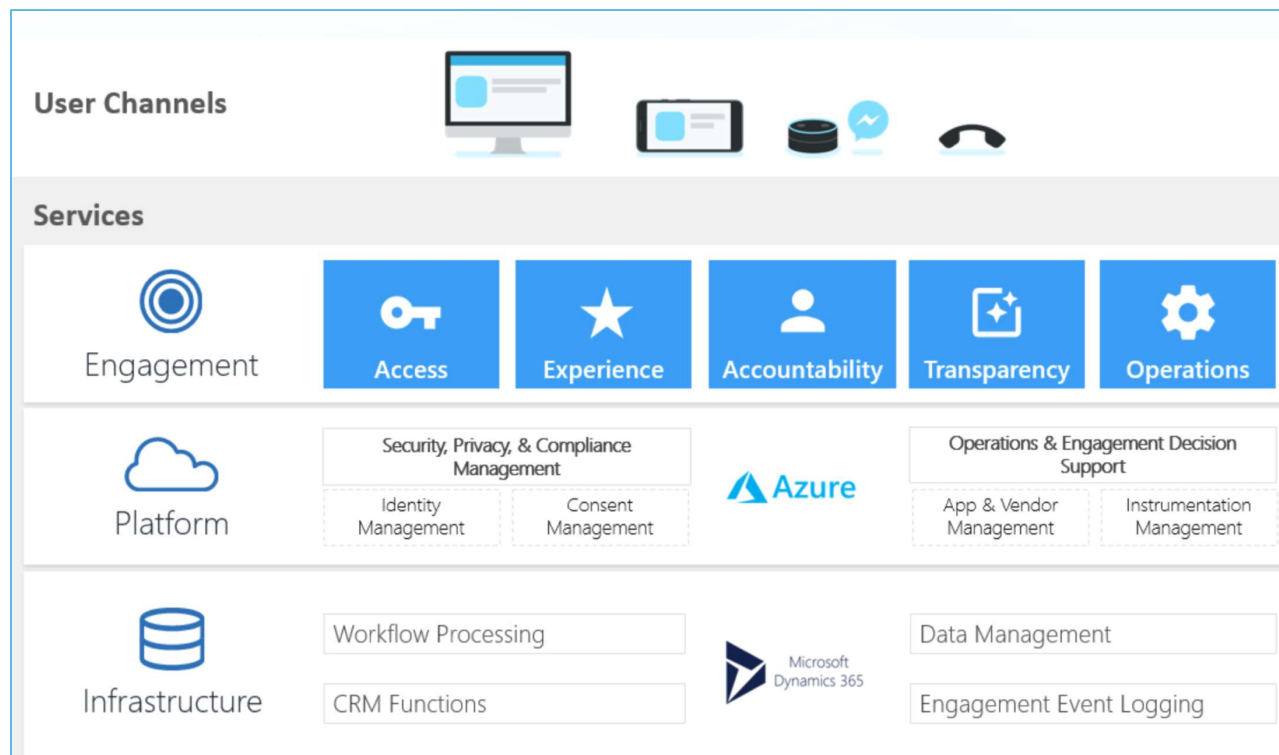 User Channels
Services
Engagement
Access
Experience
Accountability
Transparency
Operations
Platform
Security, Privacy, & Compliance
Management
Identity
Management
Consent
Management
Azure
Operations & Engagement Decision
Support
App & Vendor
Management
Instrumentation
Management
Infrastructure
Workflow Processing
CRM Functions
Microsoft
Dynamics 365
Data Management
Engagement Event Logging